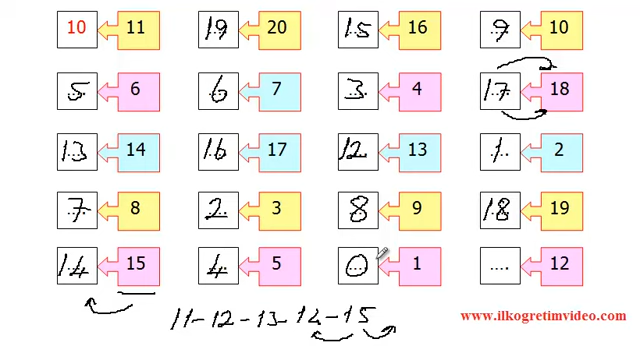 10 11 19 20 15 16 9 10
5 6 6 7 3 4 17 18
13 14 16 17 12 13 1 2
7 8 2 3 8 9 18 19
14 15 4 5 0 1 .... 12
11-12-13-14-15
www.ilkogretimvideo.com